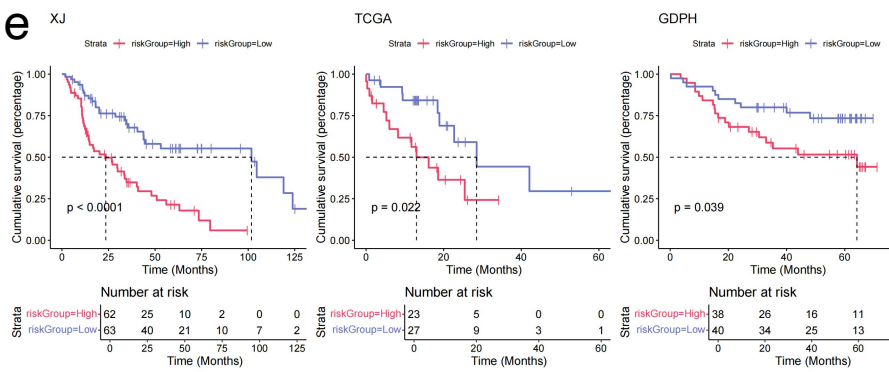 e
XJ
Strata riskGroup=High riskGroup=Low
Cumulative survival (percentage)
1.00
0.75
0.50
0.25
0.00
p < 0.0001
0 25 50 75 100 125
Time (Months)
Number at risk
Strata
riskGroup=High 62 25 10 2 0 0
riskGroup=Low 63 40 21 10 7 2
0 25 50 75 100 125
Time (Months)
TCGA
Strata riskGroup=High riskGroup=Low
Cumulative survival (percentage)
1.00
0.75
0.50
0.25
0.00
p = 0.022
0 20 40 60
Time (Months)
Number at risk
Strata
riskGroup=High 23 5 0 0
riskGroup=Low 27 9 3 1
0 20 40 60
Time (Months)
GDPH
Strata riskGroup=High riskGroup=Low
Cumulative survival (percentage)
1.00
0.75
0.50
0.25
0.00
p = 0.039
0 20 40 60
Time (Months)
Number at risk
Strata
riskGroup=High 38 26 16 11
riskGroup=Low 40 34 25 13
0 20 40 60
Time (Months)